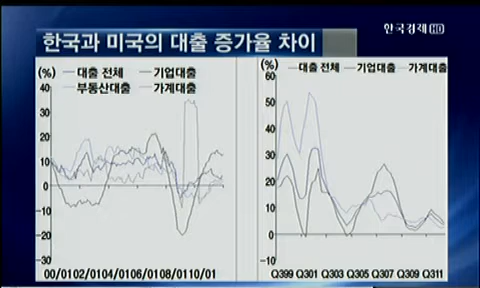 한국경제HD
한국과 미국의 대출 증가율 차이
(%)
대출 전체 기업대출
부동산대출 가계대출
40
30
20
10
0
-10
-20
-30
00/01 02/01 04/01 06/01 08/01 10/01
(%)
대출 전체 기업대출 가계대출
60
50
40
30
20
10
0
-10
Q399 Q301 Q303 Q305 Q307 Q309 Q311